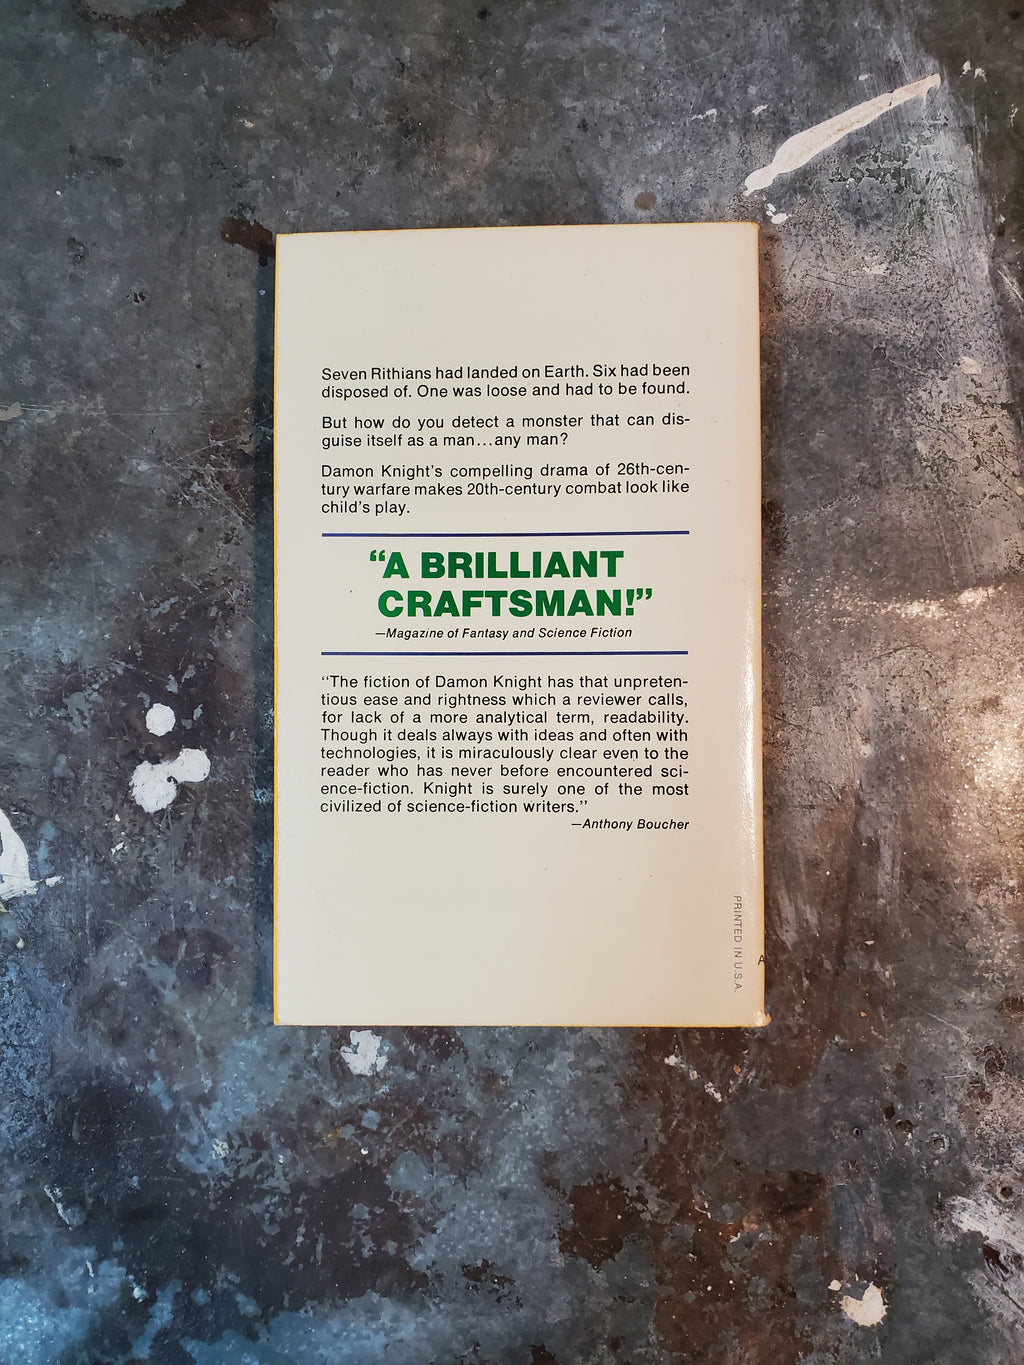 Seven Rithians had landed on Earth. Six had been
disposed of. One was loose and had to be found.
But how do you detect a monster that can dis-
guise itself as a man...any man?
Damon Knight's compelling drama of 26th-cen-
tury warfare makes 20th-century combat look like
child's play.
“A BRILLIANT
CRAFTSMAN!”
—Magazine of Fantasy and Science Fiction
“The fiction of Damon Knight has that unpreten-
tious ease and rightness which a reviewer calls,
for lack of a more analytical term, readability.
Though it deals always with ideas and often with
technologies, it is miraculously clear even to the
reader who has never before encountered sci-
ence-fiction. Knight is surely one of the most
civilized of science-fiction writers.”
—Anthony Boucher
PRINTED IN U.S.A.
A